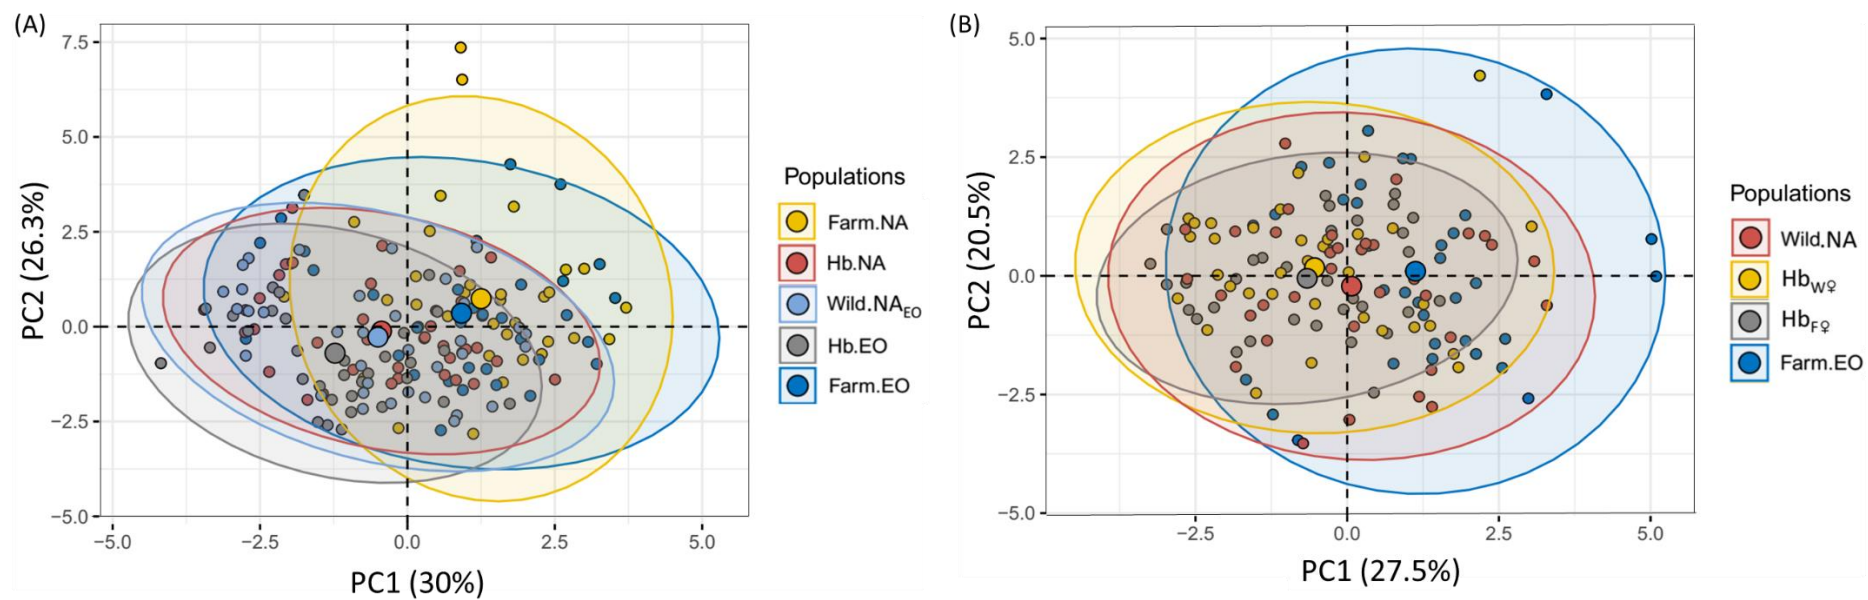 (A)
PC2 (26.3%)
7.5
5.0
2.5
0.0
−2.5
−5.0
−5.0 −2.5 0.0 2.5 5.0
PC1 (30%)
Populations
Farm.NA
Hb.NA
Wild.NAEO
Hb.EO
Farm.EO
(B)
PC2 (20.5%)
5.0
2.5
0.0
−2.5
−5.0
−2.5 0.0 2.5 5.0
PC1 (27.5%)
Populations
Wild.NA
HbW♀
HbF♀
Farm.EO